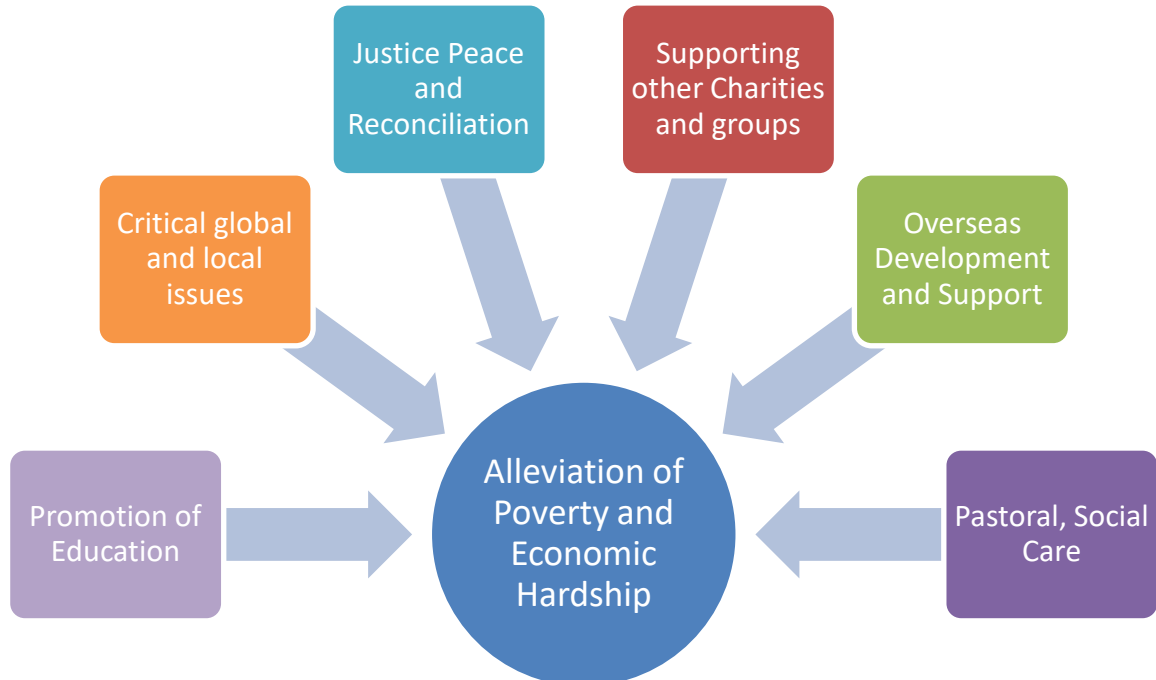 Justice Peace
and
Reconciliation
Supporting
other Charities
and groups
Critical global
and local
issues
Overseas
Development
and Support
Promotion of
Education
Alleviation of
Poverty and
Economic
Hardship
Pastoral, Social
Care